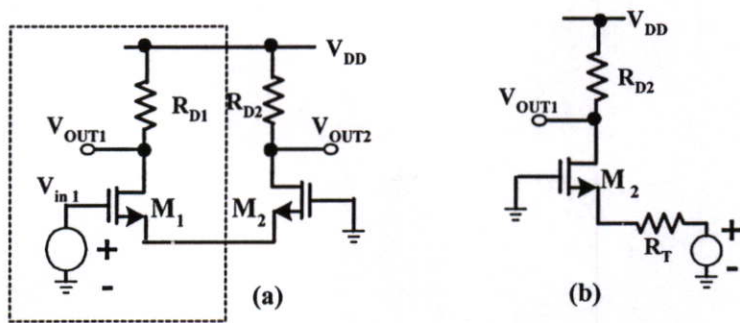 V_DD
R_D1
R_D2
V_OUT1
V_OUT2
V_in 1
M_1
M_2
+
-
(a)
V_DD
R_D2
V_OUT1
M_2
R_T
+
-
(b)